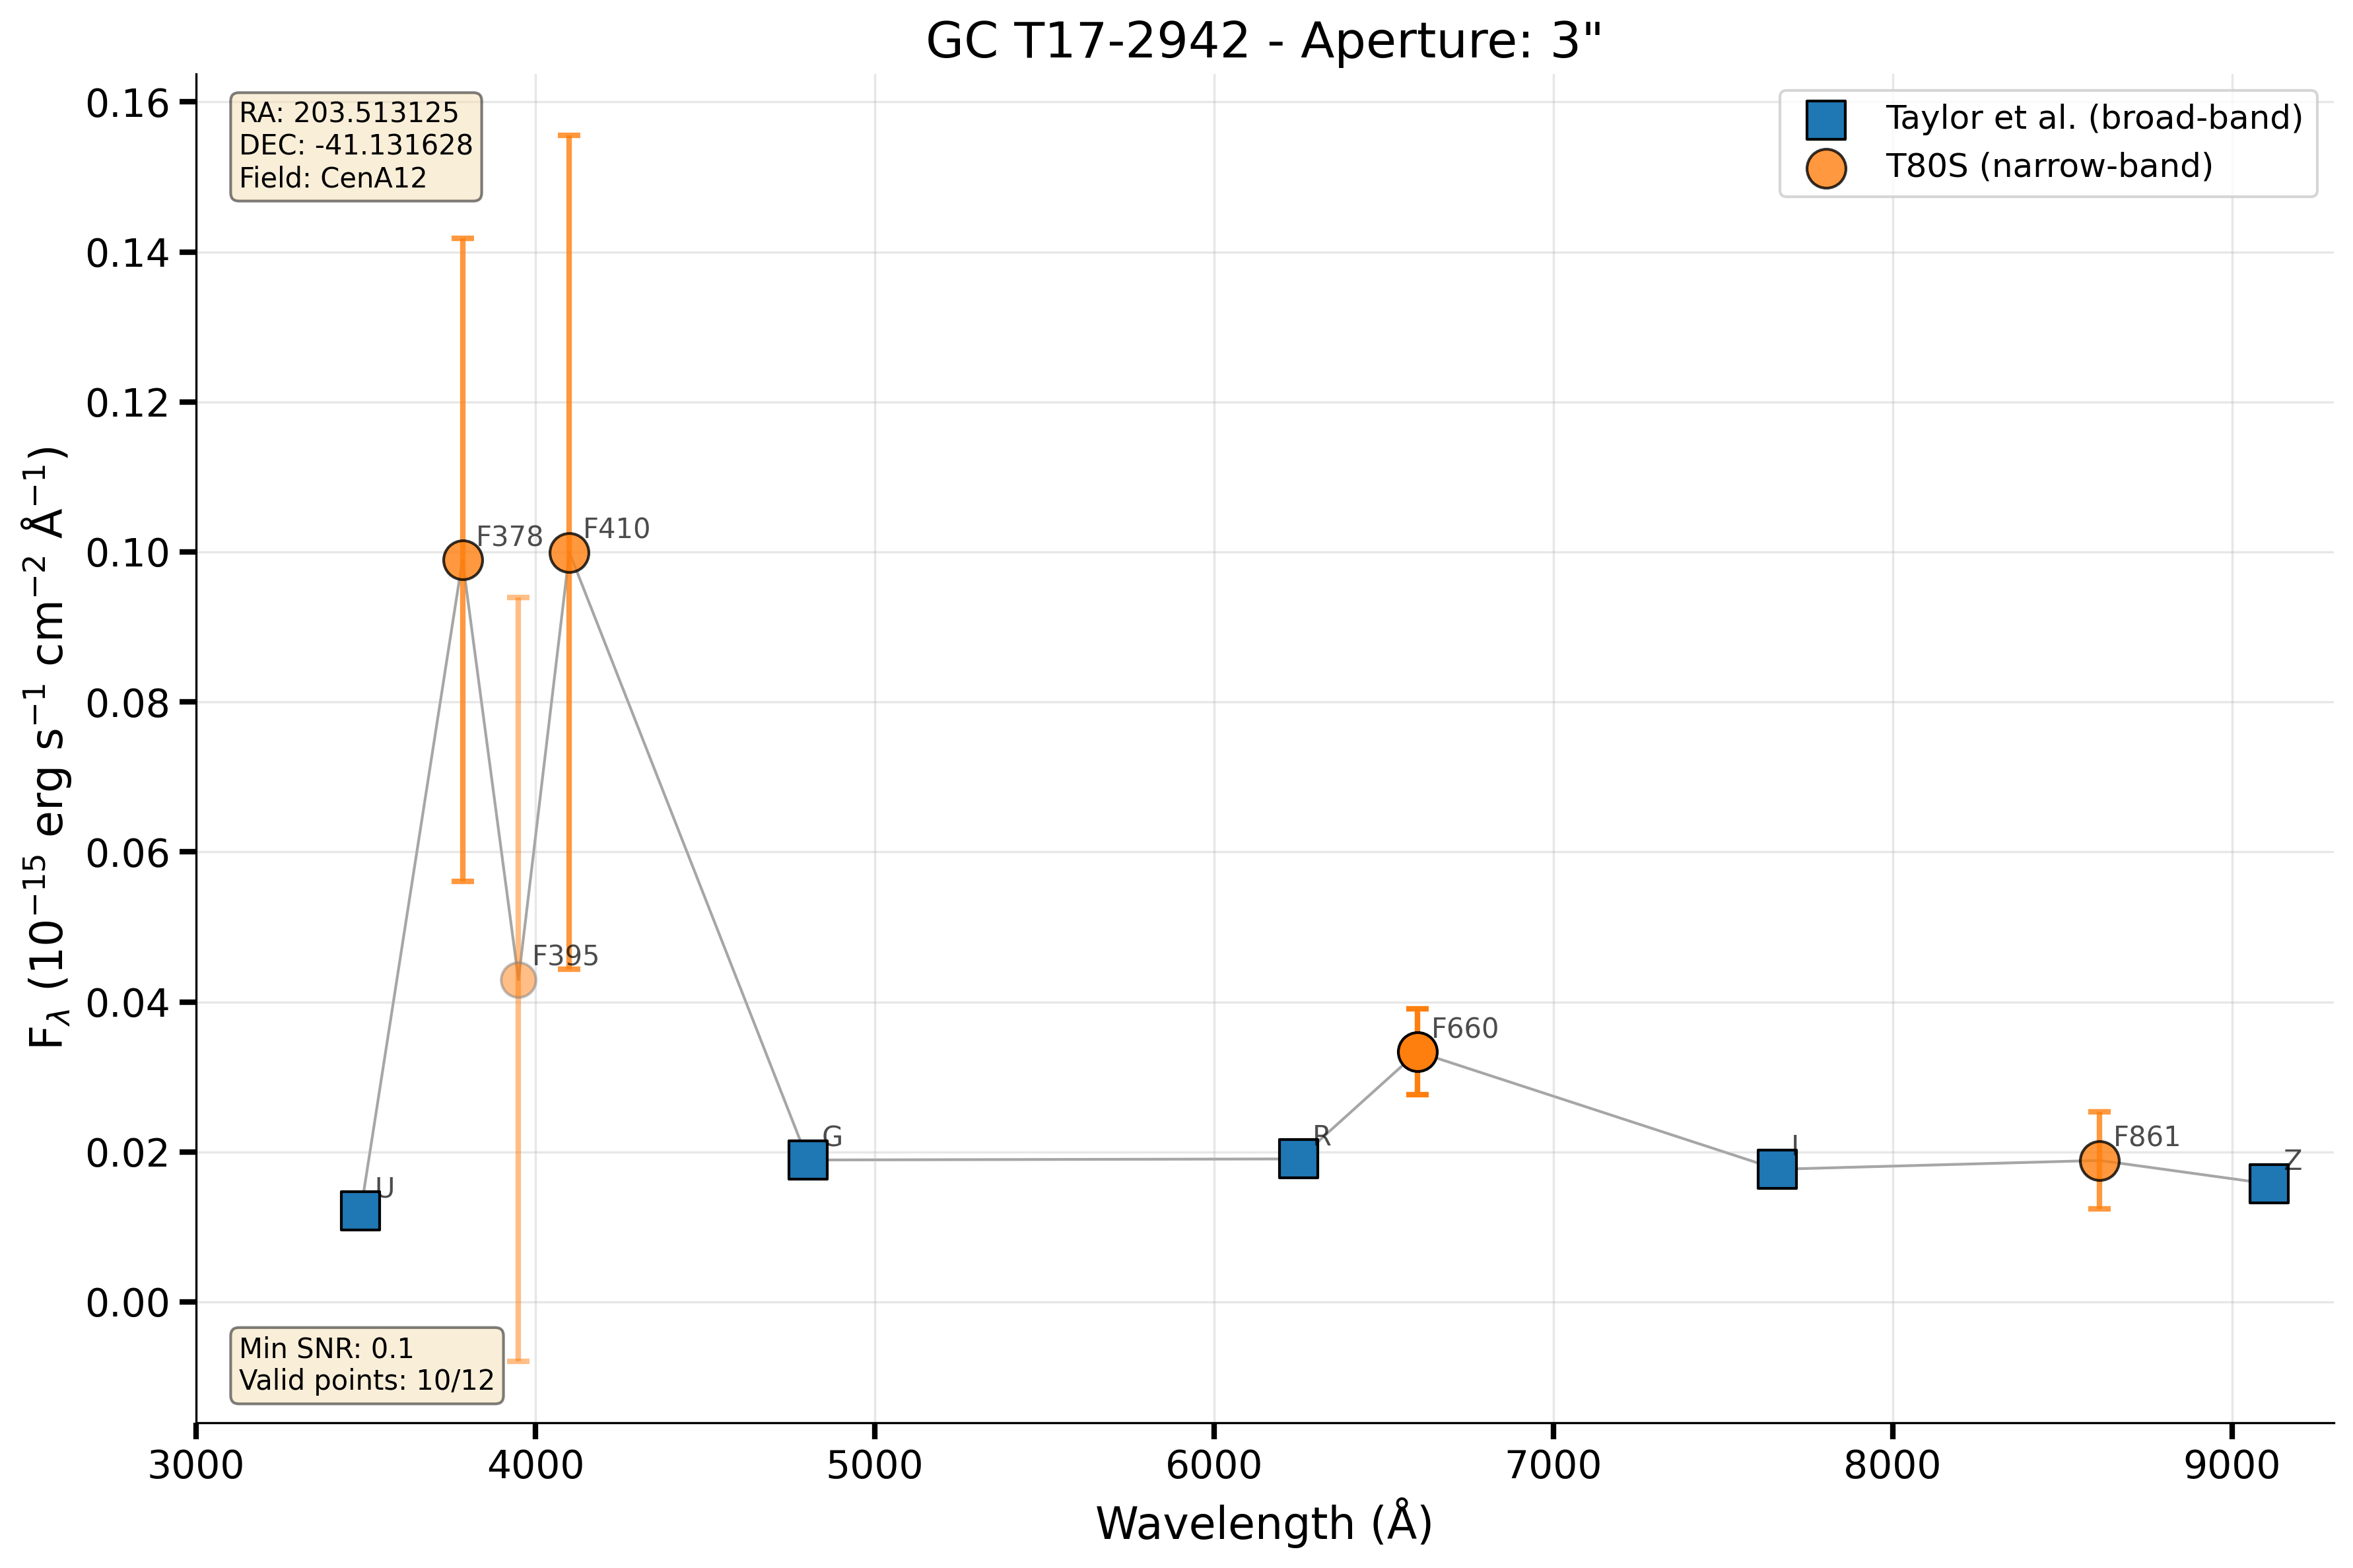 GC T17-2942 - Aperture: 3"
RA: 203.513125
DEC: -41.131628
Field: CenA12
Taylor et al. (broad-band)
T80S (narrow-band)
0.16
0.14
0.12
0.10
0.08
0.06
0.04
0.02
0.00
F_λ (10⁻¹⁵ erg s⁻¹ cm⁻² Å⁻¹)
F378
F410
F395
F660
U
G
R
I
F861
Z
Min SNR: 0.1
Valid points: 10/12
3000 4000 5000 6000 7000 8000 9000
Wavelength (Å)